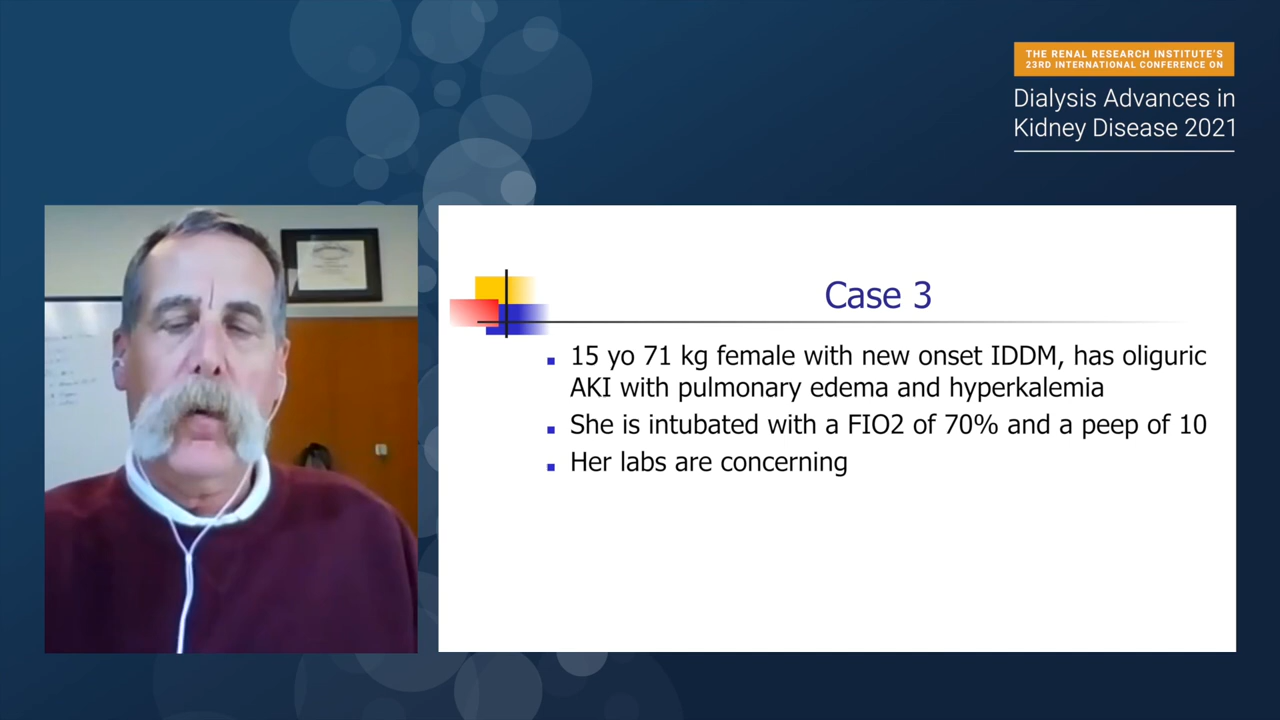 THE RENAL RESEARCH INSTITUTE'S
23RD INTERNATIONAL CONFERENCE ON
Dialysis Advances in
Kidney Disease 2021
Case 3
15 yo 71 kg female with new onset IDDM, has oliguric
AKI with pulmonary edema and hyperkalemia
She is intubated with a FIO2 of 70% and a peep of 10
Her labs are concerning